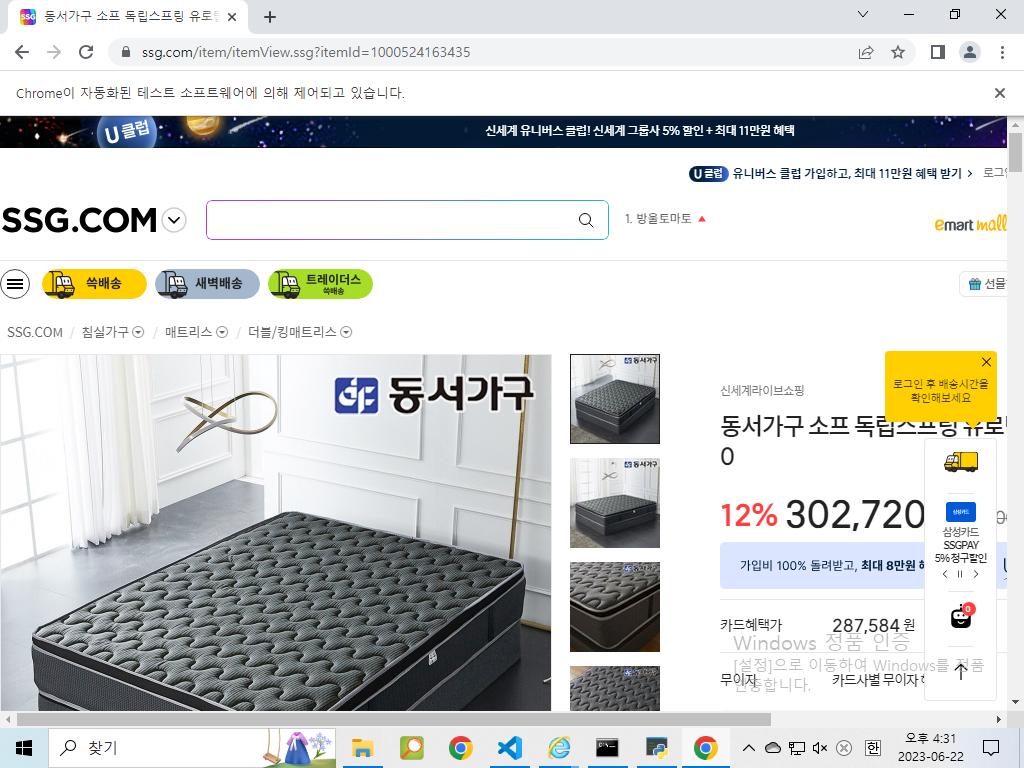 동서가구 소프 독립스프링 유로탑
ssg.com/item/itemView.ssg?itemId=1000524163435
Chrome이 자동화된 테스트 소프트웨어에 의해 제어되고 있습니다.
U 클럽
신세계 유니버스 클럽! 신세계 그룹사 5% 할인 + 최대 11만원 혜택
U 클럽 유니버스 클럽 가입하고, 최대 11만원 혜택 받기
SSG.COM
1. 방울토마토
emart mall
쓱배송
새벽배송
트레이더스
쓱배송
선물
SSG.COM / 침실가구 / 매트리스 / 더블/킹매트리스
동서가구
신세계라이브쇼핑
로그인 후 배송시간을
확인해보세요
동서가구 소프 독립스프링
0
12% 302,720
삼성카드
삼성카드
SSGPAY
5% 청구할인
가입비 100% 돌려받고, 최대 8만원
0
카드혜택가 287,584 원
무이자 카드사별 무이자
Windows 정품 인증
[설정]으로 이동하여 Windows를 정품
인증합니다.
찾기
한
오후 4:31
2023-06-22